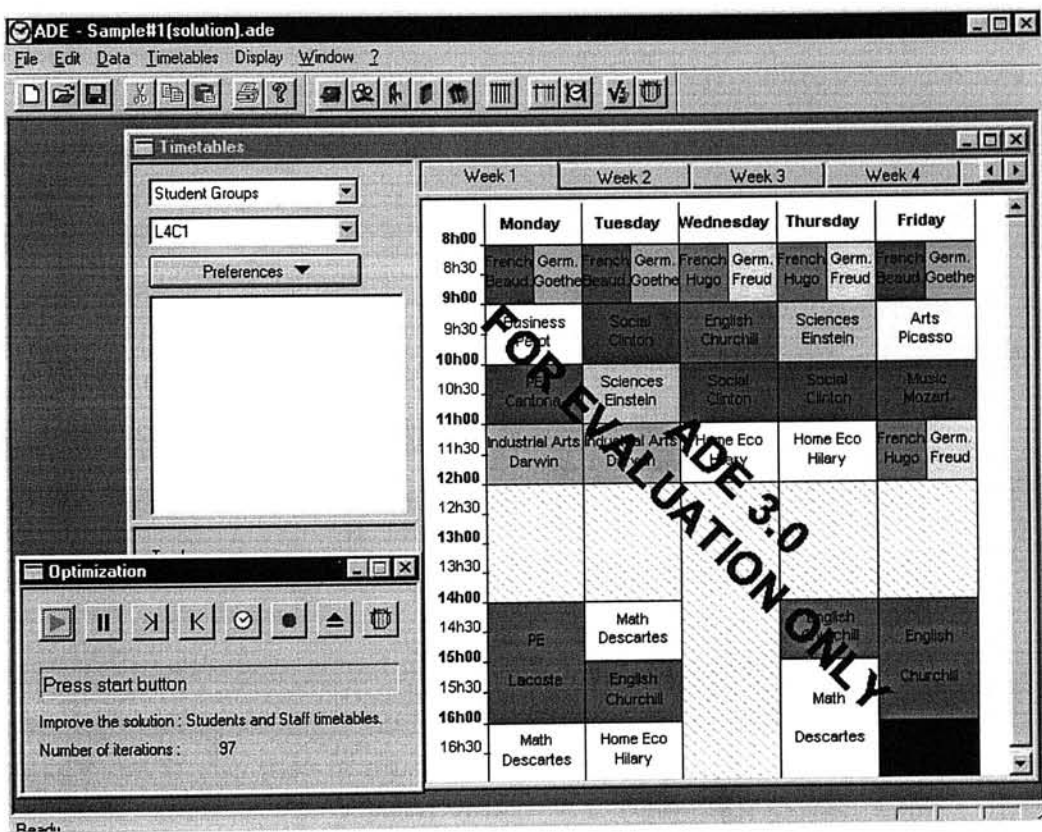 ADE - Sample#1(solution).ade
File Edit Data Timetables Display Window ?
Timetables
Student Groups
L4C1
Preferences
Week 1 Week 2 Week 3 Week 4
Monday Tuesday Wednesday Thursday Friday
8h00
French Germ. French Germ. French Germ. French Germ. French Germ.
8h30
Beaud Goethe Beaud Goethe Hugo Freud Hugo Freud Beaud Goethe
9h00
Business Social English Sciences Arts
9h30
Perot Clinton Churchill Einstein Picasso
10h00
PE Sciences Social Social Music
10h30
Cantona Einstein Clinton Clinton Mozart
11h00
Industrial Arts Industrial Arts Home Eco Home Eco French Germ.
11h30
Darwin Darwin Hilary Hilary Hugo Freud
12h00
12h30
13h00
13h30
14h00
Math English
14h30
PE Descartes Churchill English
15h00
Lacoste English Churchill
15h30
Churchill Math
16h00
Math Home Eco Descartes
16h30
Descartes Hilary
ADE 3.0
FOR EVALUATION ONLY
Optimization
Press start button
Improve the solution : Students and Staff timetables.
Number of iterations : 97
Ready